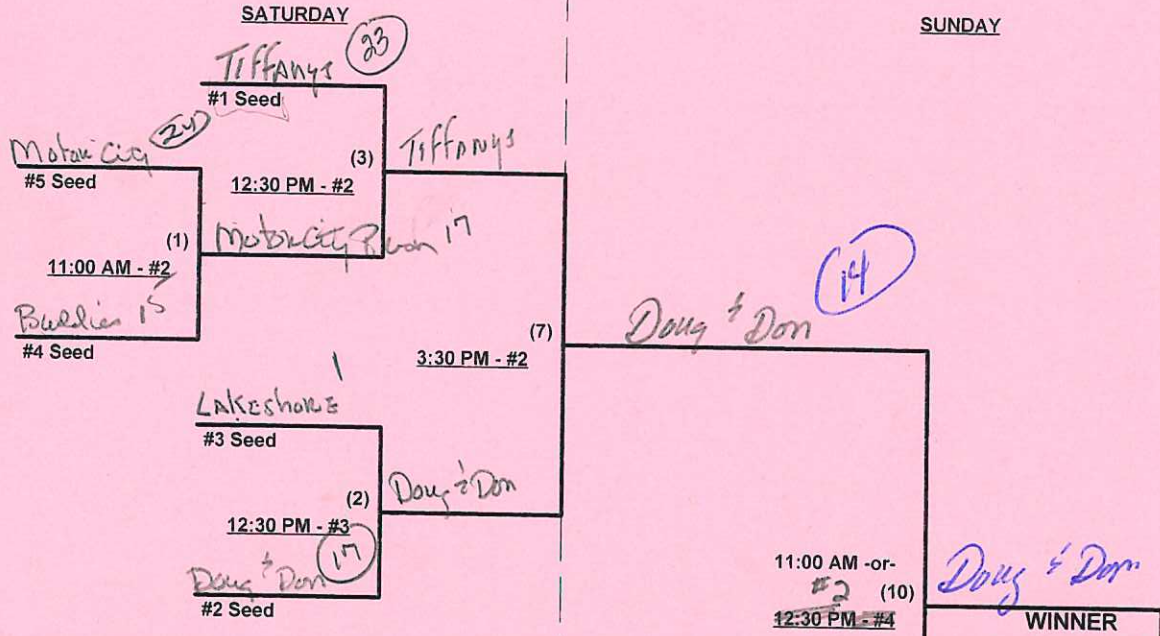 SATURDAY
SUNDAY
Tiffanys 23
#1 Seed
Motor City 24
#5 Seed
(3)
12:30 PM - #2
Tiffanys
(1)
11:00 AM - #2
Motor City 17
15
#4 Seed
14
Doug & Don
(7)
3:30 PM - #2
1
Lakeshore
#3 Seed
(2)
12:30 PM - #3
Doug & Don
Doug & Don 17
#2 Seed
11:00 AM -or-
#2 (10)
12:30 PM - #4
Doug & Don
WINNER